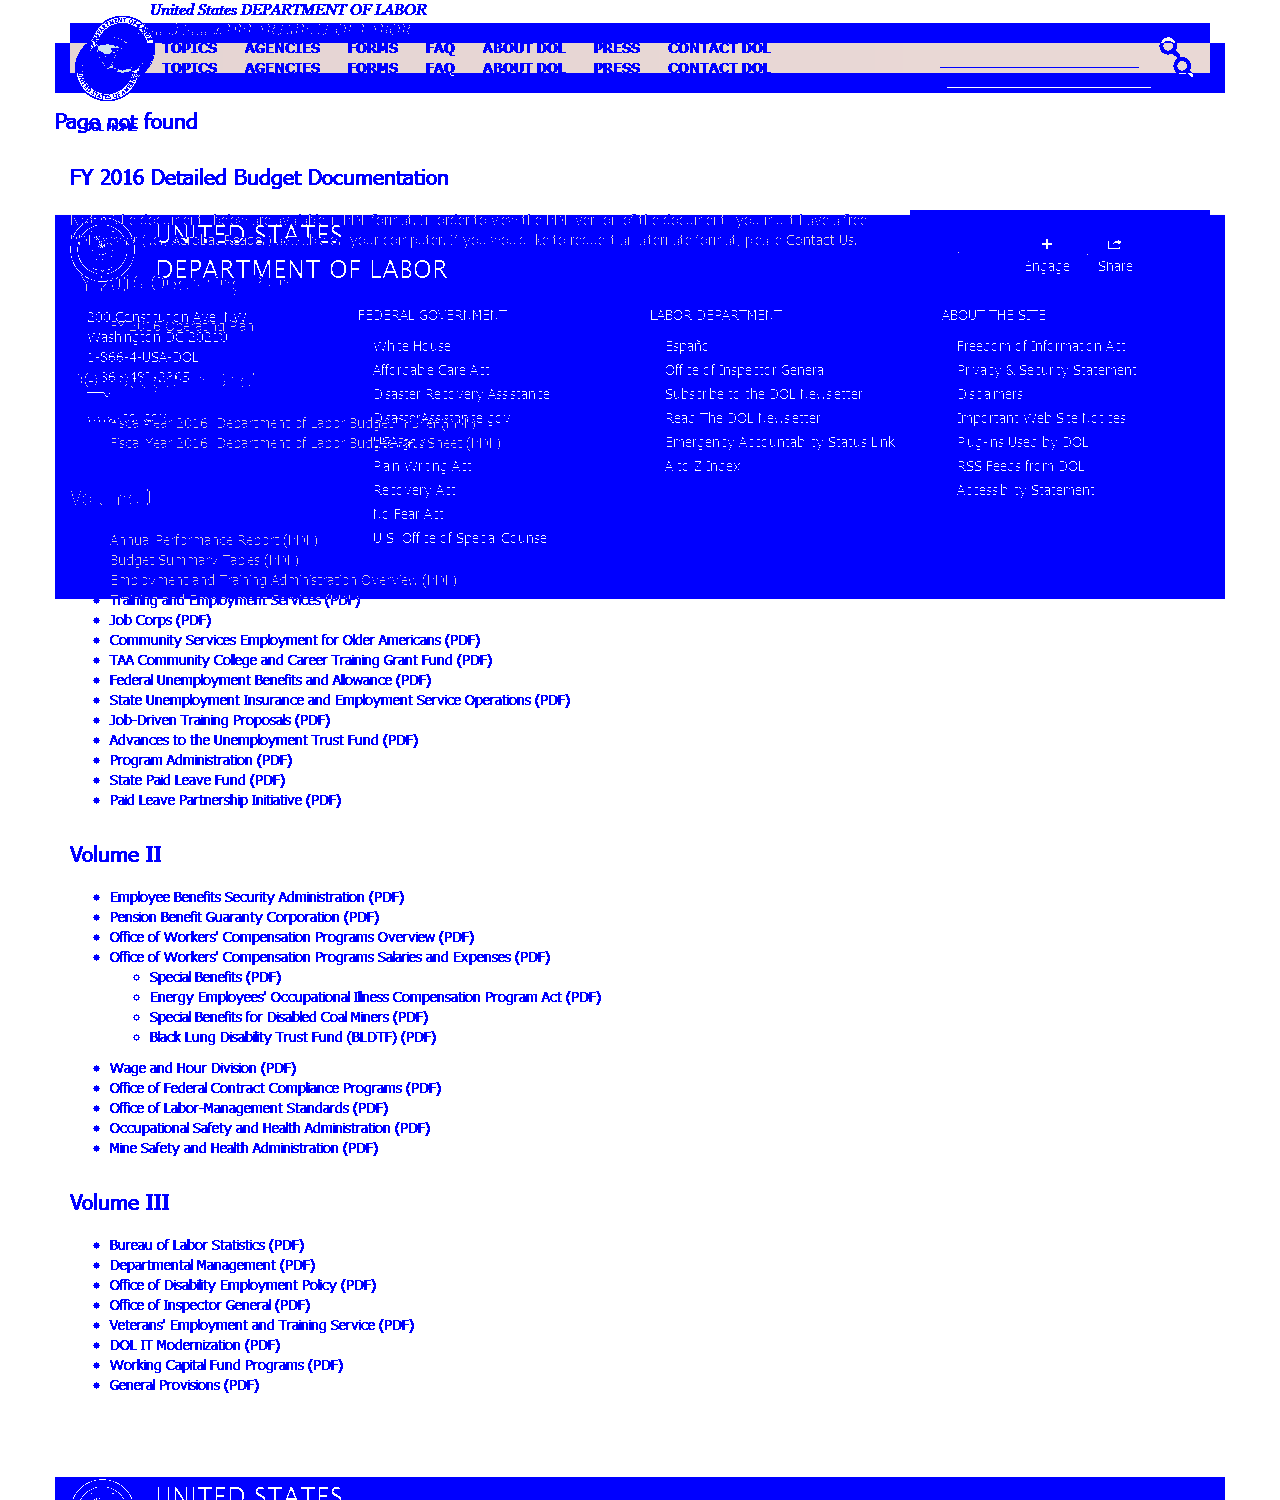 United States DEPARTMENT OF LABOR
TOPICS AGENCIES FORMS FAQ ABOUT DOL PRESS CONTACT DOL
TOPICS AGENCIES FORMS FAQ ABOUT DOL PRESS CONTACT DOL
Page not found
DOL HOME
FY 2016 Detailed Budget Documentation
UNITED STATES
DEPARTMENT OF LABOR
Engage Share
200 Constitution Ave. NW
FY 2016 Operating Plan
Washington DC 20210
1-866-4-USA-DOL
FEDERAL GOVERNMENT
White House
Affordable Care Act
Disaster Recovery Assistance
DisasterAssistance.gov
Plain Writing Act
Recovery Act
No Fear Act
U.S. Office of Special Counsel
LABOR DEPARTMENT
Español
Office of Inspector General
Subscribe to the DOL Newsletter
Read The DOL Newsletter
Emergency Accountability Status Link
A to Z Index
ABOUT THE SITE
Freedom of Information Act
Privacy & Security Statement
Disclaimers
Important Web Site Notices
Plug-ins Used by DOL
RSS Feeds from DOL
Accessibility Statement
Fiscal Year 2016 Department of Labor Budget
Fiscal Year 2016 Department of Labor Budget Sheet (PDF)
Volume I
Annual Performance Report (PDF)
Budget Summary Tables (PDF)
Employment and Training Administration Overview (PDF)
Training and Employment Services (PDF)
Job Corps (PDF)
Community Services Employment for Older Americans (PDF)
TAA Community College and Career Training Grant Fund (PDF)
Federal Unemployment Benefits and Allowance (PDF)
State Unemployment Insurance and Employment Service Operations (PDF)
Job-Driven Training Proposals (PDF)
Advances to the Unemployment Trust Fund (PDF)
Program Administration (PDF)
State Paid Leave Fund (PDF)
Paid Leave Partnership Initiative (PDF)
Volume II
Employee Benefits Security Administration (PDF)
Pension Benefit Guaranty Corporation (PDF)
Office of Workers' Compensation Programs Overview (PDF)
Office of Workers' Compensation Programs Salaries and Expenses (PDF)
Special Benefits (PDF)
Energy Employees' Occupational Illness Compensation Program Act (PDF)
Special Benefits for Disabled Coal Miners (PDF)
Black Lung Disability Trust Fund (BLDTF) (PDF)
Wage and Hour Division (PDF)
Office of Federal Contract Compliance Programs (PDF)
Office of Labor-Management Standards (PDF)
Occupational Safety and Health Administration (PDF)
Mine Safety and Health Administration (PDF)
Volume III
Bureau of Labor Statistics (PDF)
Departmental Management (PDF)
Office of Disability Employment Policy (PDF)
Office of Inspector General (PDF)
Veterans' Employment and Training Service (PDF)
DOL IT Modernization (PDF)
Working Capital Fund Programs (PDF)
General Provisions (PDF)
UNITED STATES